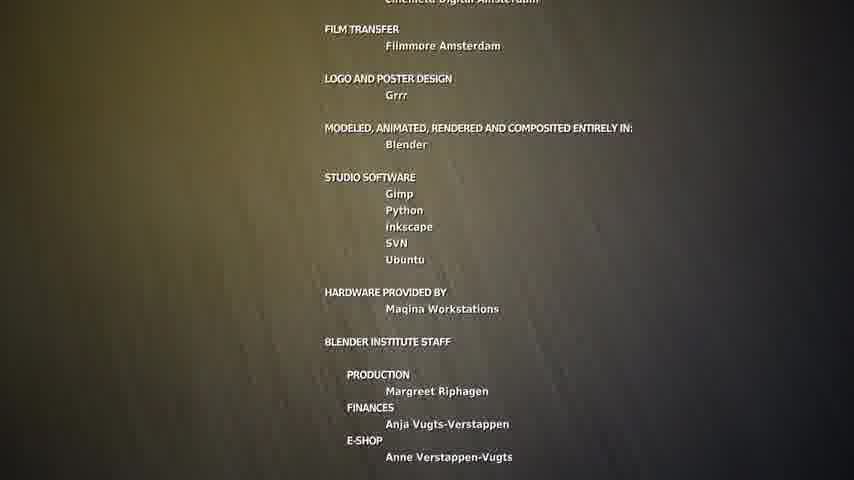 FILM TRANSFER
Filmmore Amsterdam
LOGO AND POSTER DESIGN
Grrr
MODELED, ANIMATED, RENDERED AND COMPOSITED ENTIRELY IN:
Blender
STUDIO SOFTWARE
Gimp
Python
Inkscape
SVN
Ubuntu
HARDWARE PROVIDED BY
Maqina Workstations
BLENDER INSTITUTE STAFF
PRODUCTION
Margreet Riphagen
FINANCES
Anja Vugts-Verstappen
E-SHOP
Anne Verstappen-Vugts